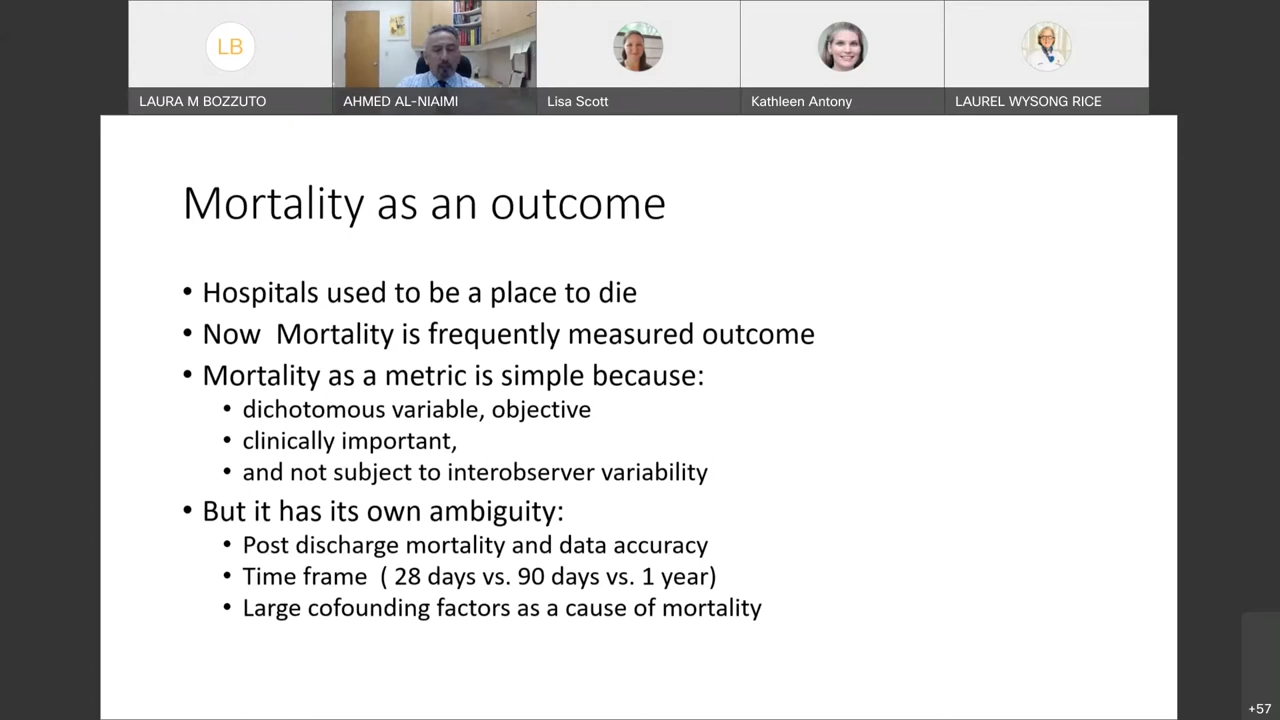 LB
LAURA M BOZZUTO
AHMED AL-NIAIMI
Lisa Scott
Kathleen Antony
LAUREL WYSONG RICE
Mortality as an outcome
• Hospitals used to be a place to die
• Now  Mortality is frequently measured outcome
• Mortality as a metric is simple because:
• dichotomous variable, objective
• clinically important,
• and not subject to interobserver variability
• But it has its own ambiguity:
• Post discharge mortality and data accuracy
• Time frame  ( 28 days vs. 90 days vs. 1 year)
• Large cofounding factors as a cause of mortality
+57